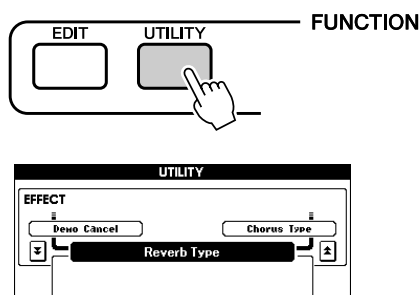 FUNCTION
EDIT UTILITY
UTILITY
EFFECT
Demo Cancel Chorus Type
Reverb Type